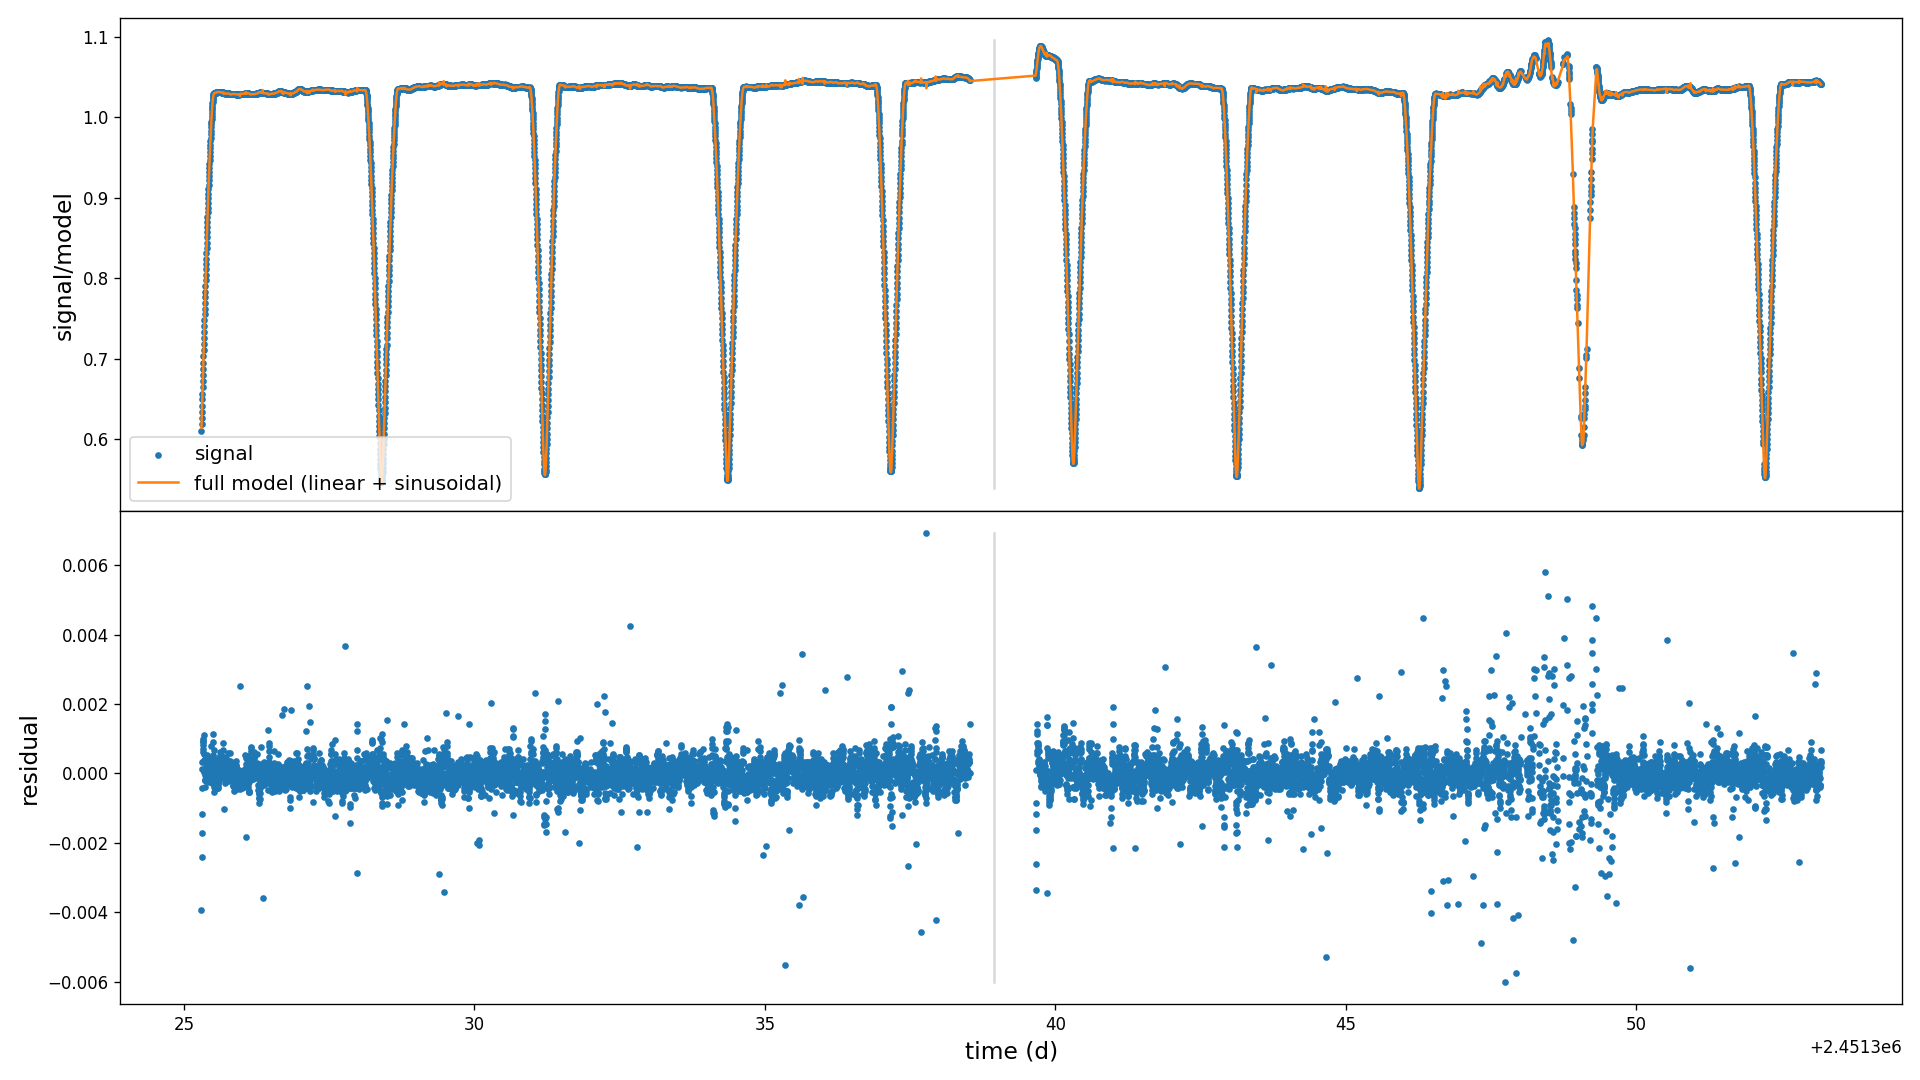 signal/model
1.1
1.0
0.9
0.8
0.7
0.6
signal
full model (linear + sinusoidal)
residual
0.006
0.004
0.002
0.000
−0.002
−0.004
−0.006
25 30 35 40 45 50
time (d)
+2.4513e6